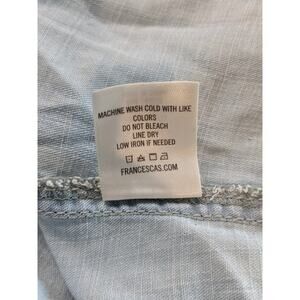 MACHINE WASH COLD WITH LIKE
COLORS
DO NOT BLEACH
LINE DRY
LOW IRON IF NEEDED
FRANCESCAS.COM